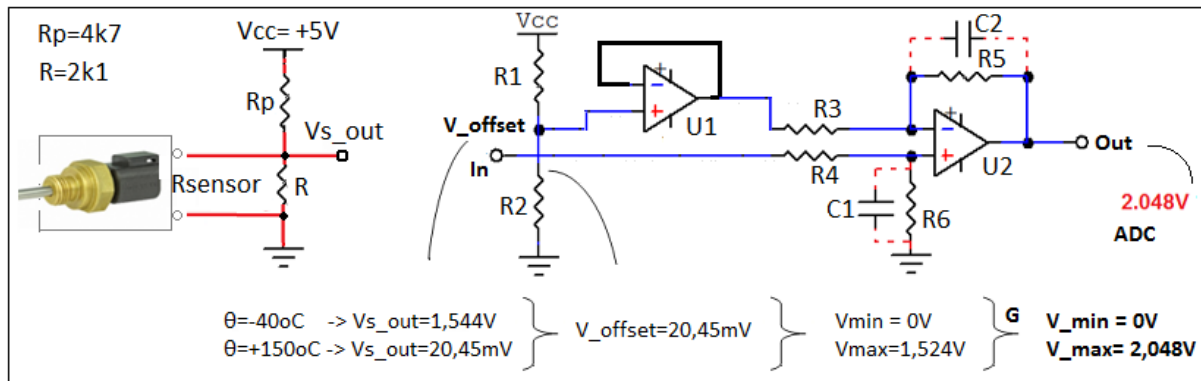 Rp=4k7
R=2k1
Vcc= +5V
Rp
Vs_out
Rsensor
R
Vcc
R1
V_offset
In
R2
+
−
+
U1
R3
R4
C2
R5
+
−
+
U2
C1
R6
Out
2.048V
ADC
θ=-40oC -> Vs_out=1,544V
θ=+150oC -> Vs_out=20,45mV
V_offset=20,45mV
Vmin = 0V
Vmax=1,524V
G
V_min = 0V
V_max= 2,048V